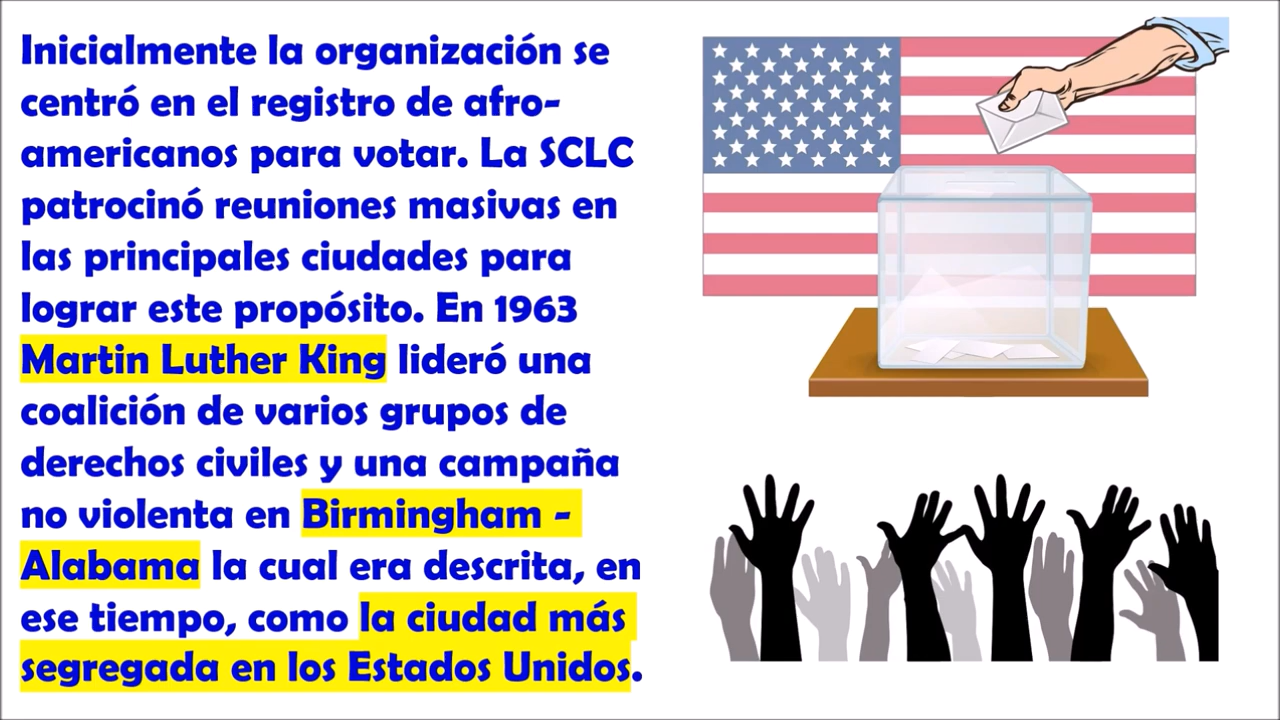 Inicialmente la organización se
centró en el registro de afro-
americanos para votar. La SCLC
patrocinó reuniones masivas en
las principales ciudades para
lograr este propósito. En 1963
Martin Luther King lideró una
coalición de varios grupos de
derechos civiles y una campaña
no violenta en Birmingham -
Alabama la cual era descrita, en
ese tiempo, como la ciudad más
segregada en los Estados Unidos.